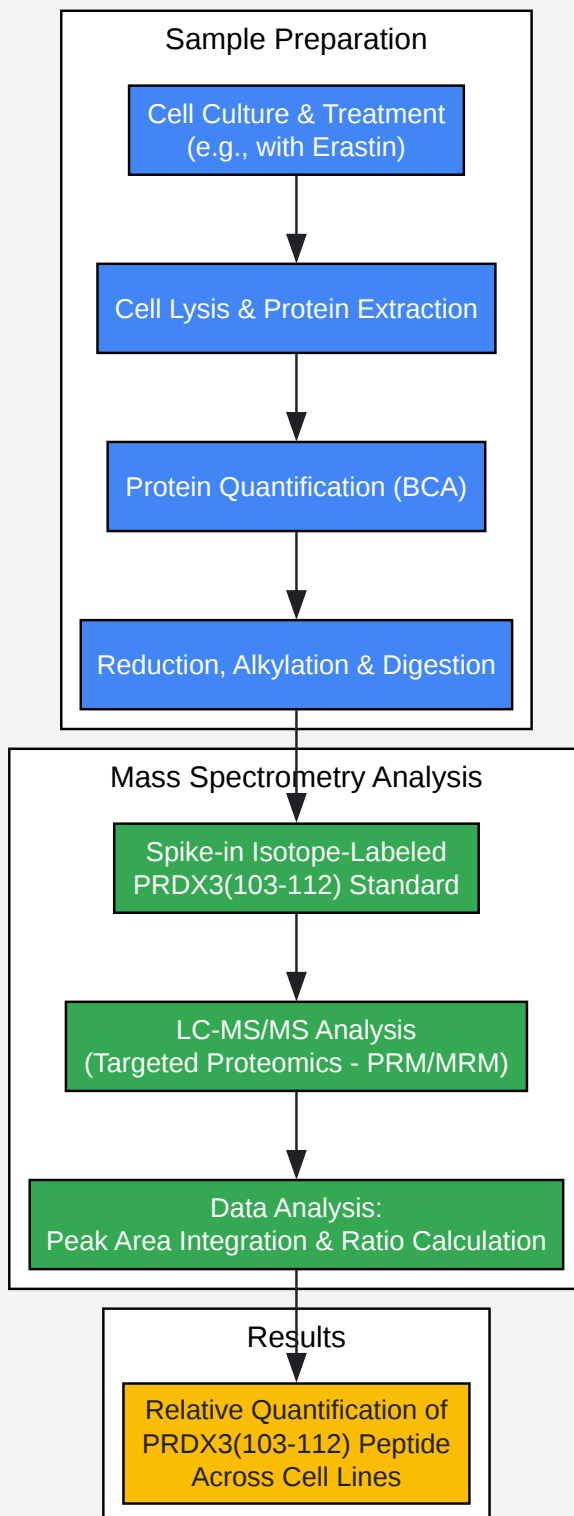 Sample Preparation
Cell Culture & Treatment
(e.g., with Erastin)
Cell Lysis & Protein Extraction
Protein Quantification (BCA)
Reduction, Alkylation & Digestion
Mass Spectrometry Analysis
Spike-in Isotope-Labeled
PRDX3(103-112) Standard
LC-MS/MS Analysis
(Targeted Proteomics - PRM/MRM)
Data Analysis:
Peak Area Integration & Ratio Calculation
Results
Relative Quantification of
PRDX3(103-112) Peptide
Across Cell Lines